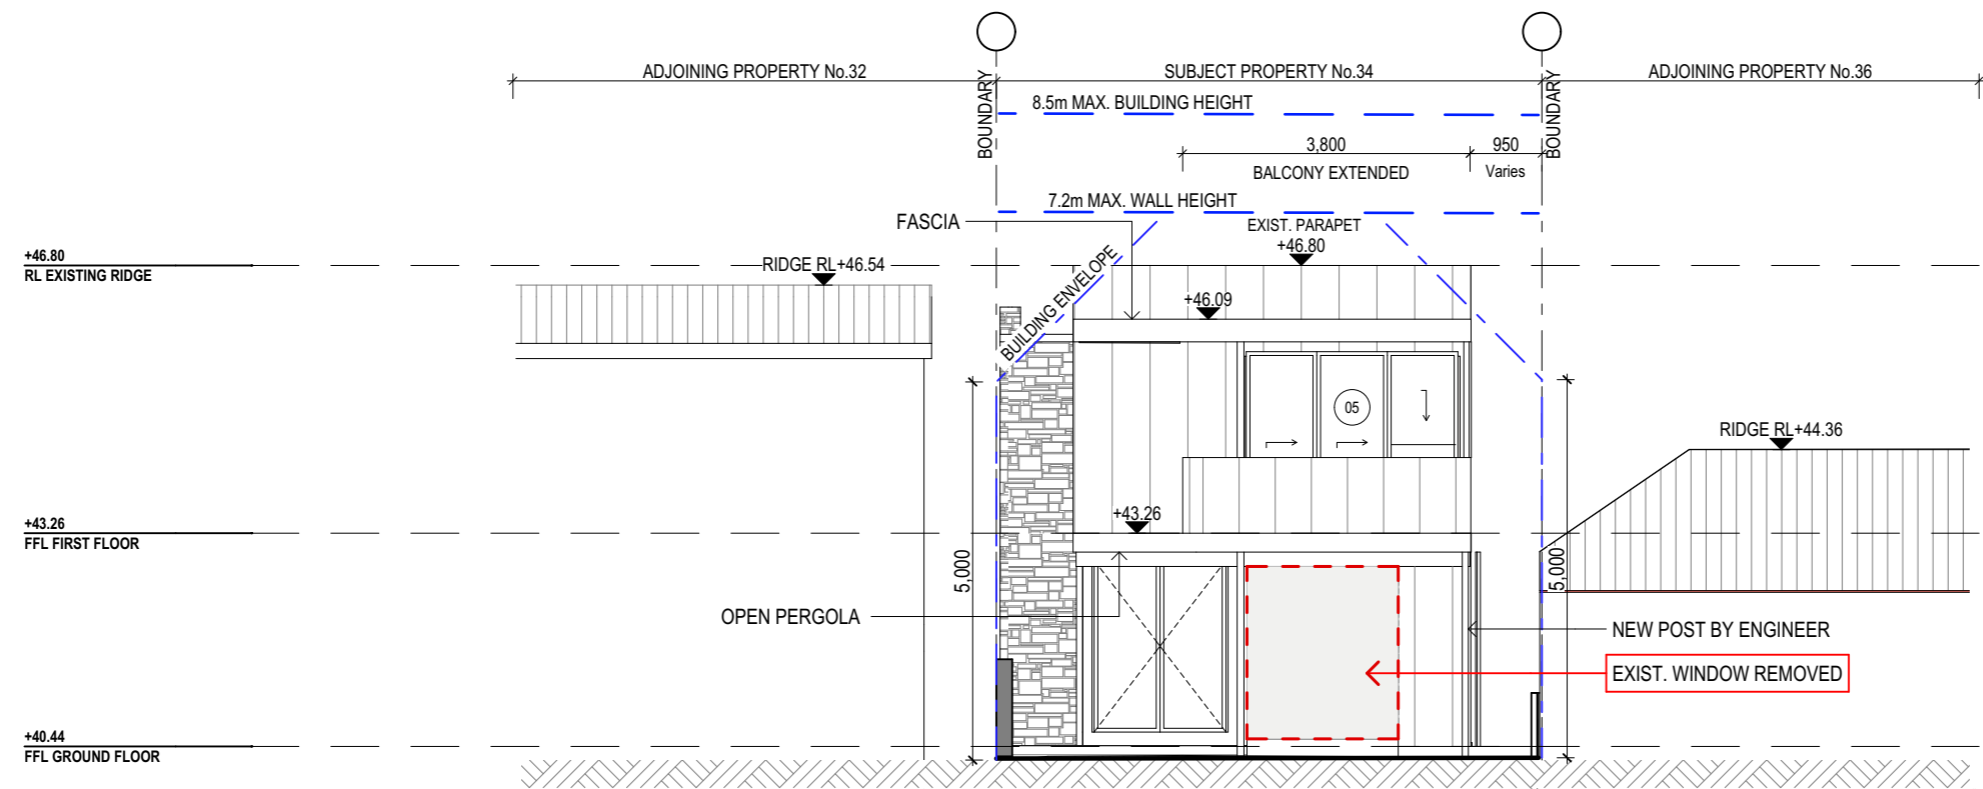 ADJOINING PROPERTY No.32
SUBJECT PROPERTY No.34
ADJOINING PROPERTY No.36
BOUNDARY
BOUNDARY
8.5m MAX. BUILDING HEIGHT
3,800
950
BALCONY EXTENDED
Varies
7.2m MAX. WALL HEIGHT
FASCIA
EXIST. PARAPET
+46.80
+46.80
RL EXISTING RIDGE
RIDGE RL+46.54
BUILDING ENVELOPE
+46.09
05
RIDGE RL+44.36
+43.26
+43.26
FFL FIRST FLOOR
5,000
5,000
OPEN PERGOLA
NEW POST BY ENGINEER
EXIST. WINDOW REMOVED
+40.44
FFL GROUND FLOOR